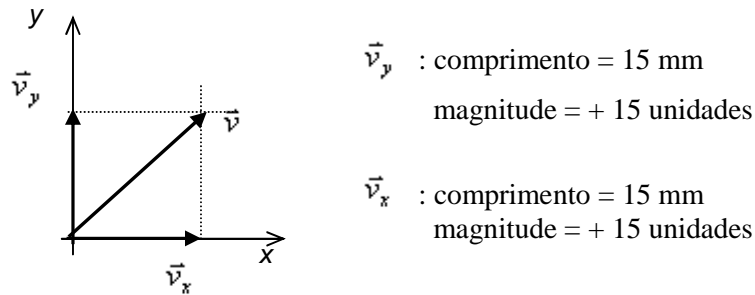 y
v⃗y
v⃗
x
v⃗x
v⃗y : comprimento = 15 mm
magnitude = + 15 unidades
v⃗x : comprimento = 15 mm
magnitude = + 15 unidades